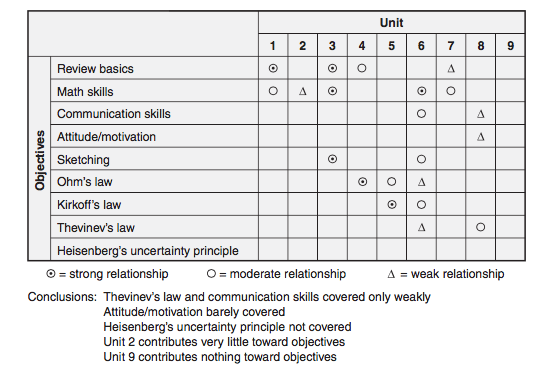 Unit
1 2 3 4 5 6 7 8 9
Objectives
Review basics ⦿ ⦿ ○ Δ
Math skills ○ Δ ⦿ ⦿ ○
Communication skills ○ Δ
Attitude/motivation Δ
Sketching ⦿ ○
Ohm's law ⦿ ○ Δ
Kirkoff's law ⦿ ○
Thevinev's law Δ ○
Heisenberg's uncertainty principle
⦿ = strong relationship ○ = moderate relationship Δ = weak relationship
Conclusions: Thevinev's law and communication skills covered only weakly
Attitude/motivation barely covered
Heisenberg's uncertainty principle not covered
Unit 2 contributes very little toward objectives
Unit 9 contributes nothing toward objectives